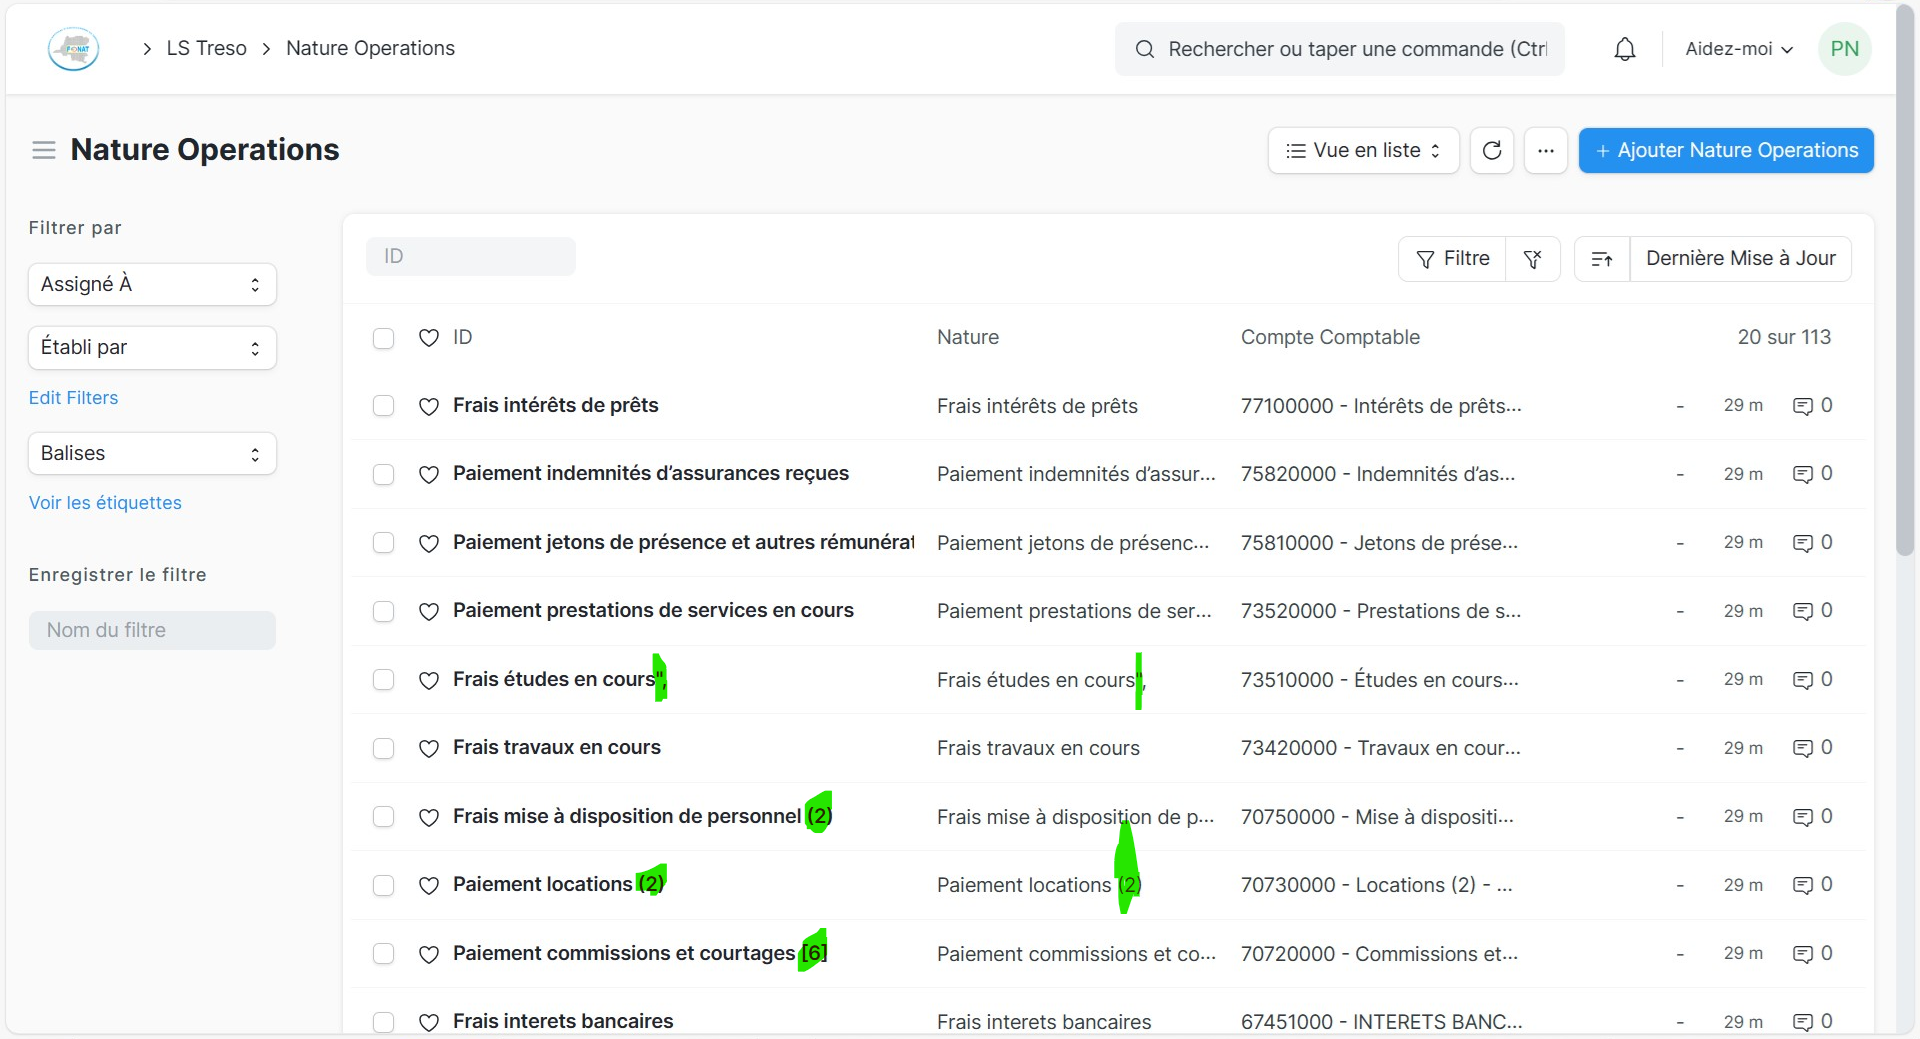 PONAT
LS Treso
Nature Operations
Rechercher ou taper une commande (Ctrl
Aidez-moi
PN
Nature Operations
Vue en liste
...
+ Ajouter Nature Operations
Filtrer par
Assigné À
Établi par
Edit Filters
Balises
Voir les étiquettes
Enregistrer le filtre
Nom du filtre
ID
Filtre
Dernière Mise à Jour
ID Nature Compte Comptable 20 sur 113
Frais intérêts de prêts Frais intérêts de prêts 77100000 - Intérêts de prêts... - 29 m 0
Paiement indemnités d'assurances reçues Paiement indemnités d'assur... 75820000 - Indemnités d'as... - 29 m 0
Paiement jetons de présence et autres rémunérat Paiement jetons de présenc... 75810000 - Jetons de prése... - 29 m 0
Paiement prestations de services en cours Paiement prestations de ser... 73520000 - Prestations de s... - 29 m 0
Frais études en cours", Frais études en cours", 73510000 - Études en cours... - 29 m 0
Frais travaux en cours Frais travaux en cours 73420000 - Travaux en cour... - 29 m 0
Frais mise à disposition de personnel (2) Frais mise à disposition de p... 70750000 - Mise à dispositi... - 29 m 0
Paiement locations (2) Paiement locations (2) 70730000 - Locations (2) - ... - 29 m 0
Paiement commissions et courtages [6] Paiement commissions et co... 70720000 - Commissions et... - 29 m 0
Frais interets bancaires Frais interets bancaires 67451000 - INTERETS BANC... - 29 m 0